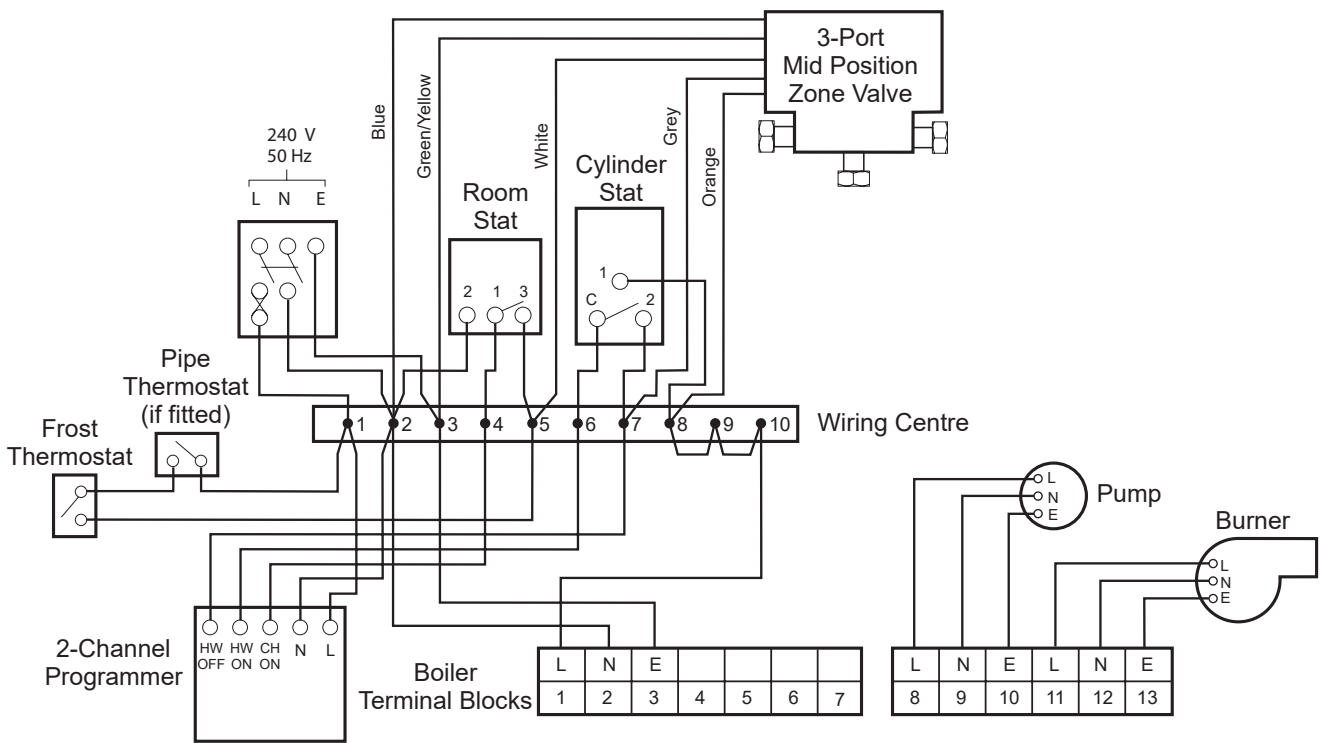 3-Port
Mid Position
Zone Valve
Blue
Green/Yellow
White
Grey
Orange
240 V
50 Hz
L N E
Room
Stat
2 1 3
Cylinder
Stat
1
C 2
Pipe
Thermostat
(if fitted)
Frost
Thermostat
1 2 3 4 5 6 7 8 9 10
Wiring Centre
L
N
E
Pump
Burner
L
N
E
2-Channel
Programmer
HW HW CH N L
OFF ON ON
Boiler
Terminal Blocks
L N E
1 2 3 4 5 6 7
L N E L N E
8 9 10 11 12 13